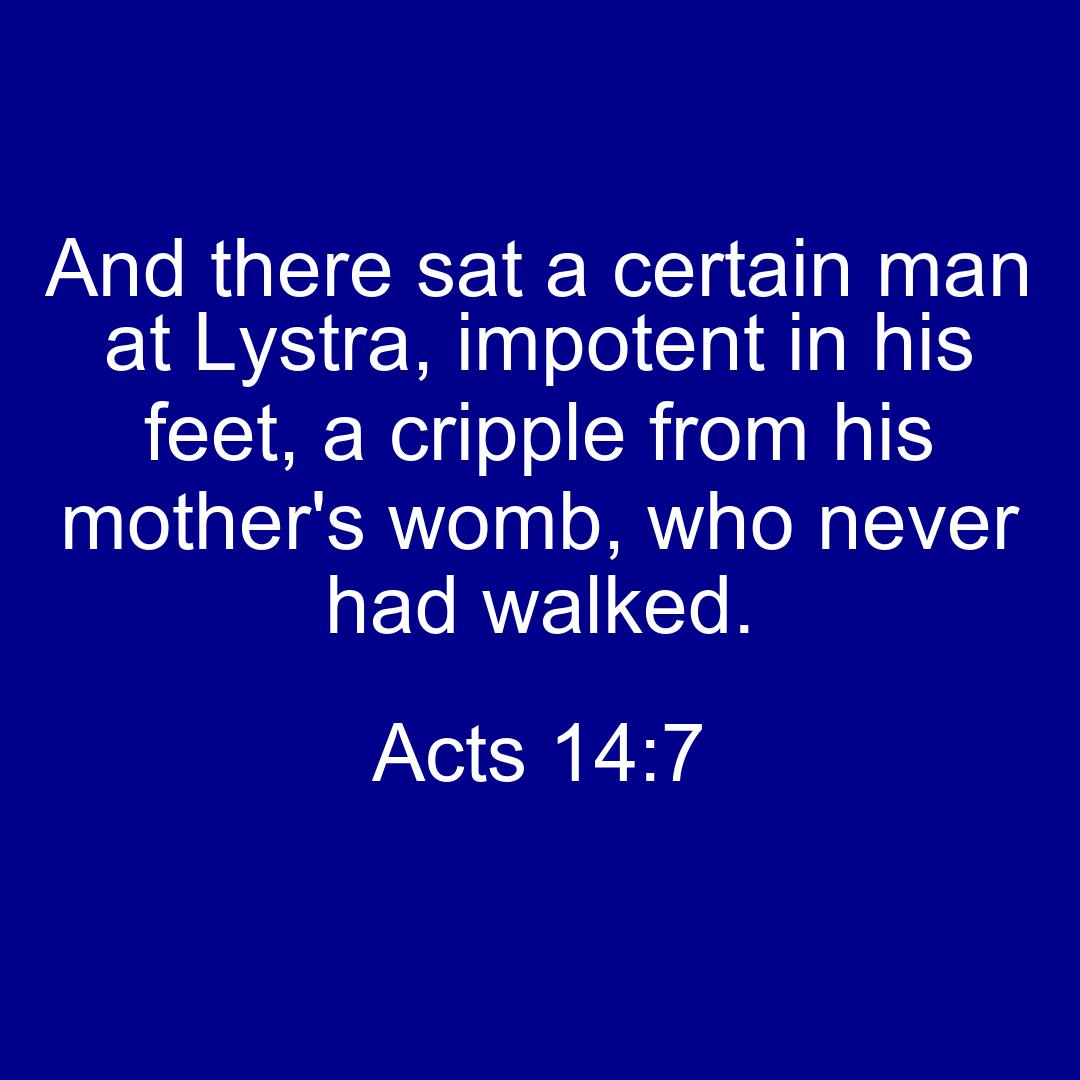 And there sat a certain man
at Lystra, impotent in his
feet, a cripple from his
mother's womb, who never
had walked.
Acts 14:7